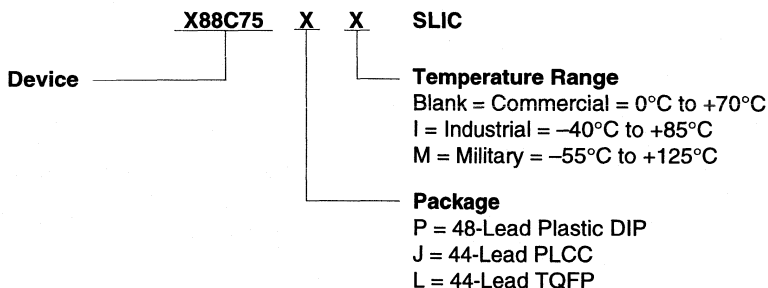 X88C75 X X SLIC
Device
Temperature Range
Blank = Commercial = 0°C to +70°C
I = Industrial = –40°C to +85°C
M = Military = –55°C to +125°C
Package
P = 48-Lead Plastic DIP
J = 44-Lead PLCC
L = 44-Lead TQFP